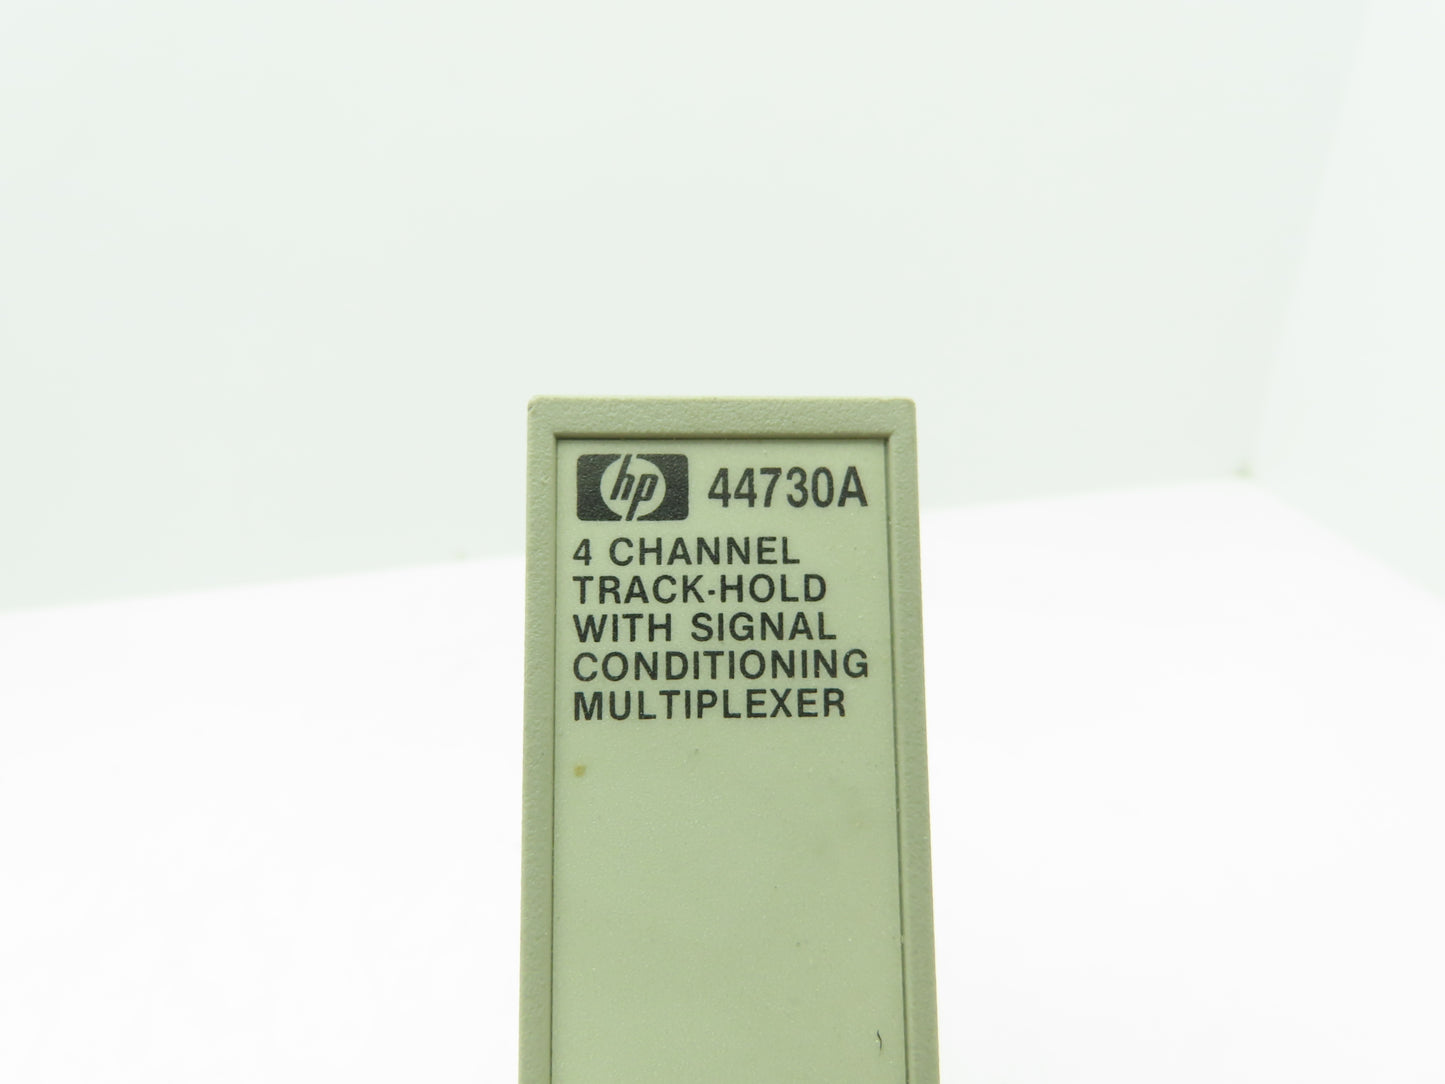 hp 44730A
4 CHANNEL
TRACK-HOLD
WITH SIGNAL
CONDITIONING
MULTIPLEXER